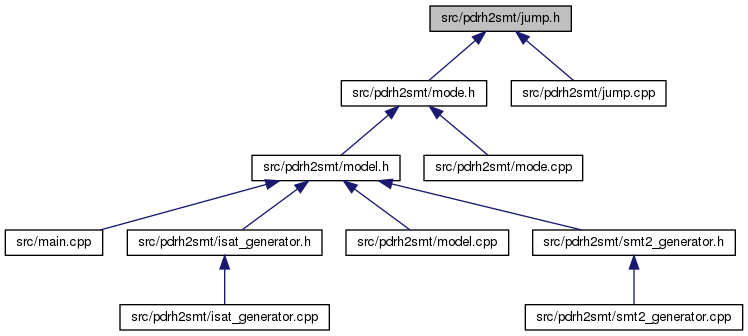 src/pdrh2smt/jump.h
src/pdrh2smt/mode.h
src/pdrh2smt/jump.cpp
src/pdrh2smt/model.h
src/pdrh2smt/mode.cpp
src/main.cpp
src/pdrh2smt/isat_generator.h
src/pdrh2smt/model.cpp
src/pdrh2smt/smt2_generator.h
src/pdrh2smt/isat_generator.cpp
src/pdrh2smt/smt2_generator.cpp